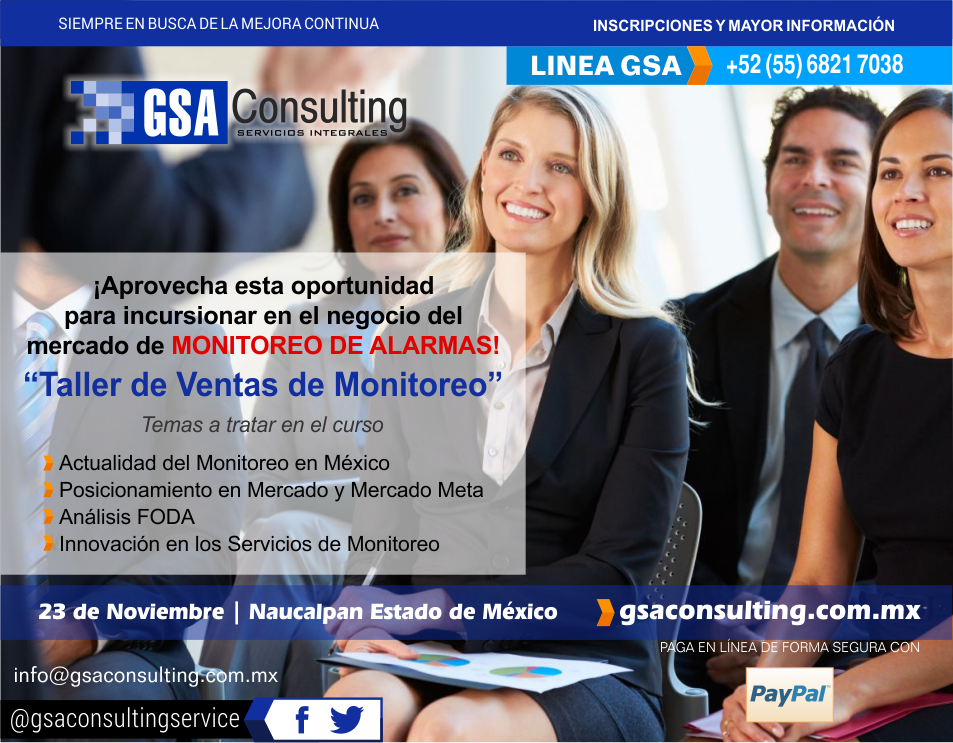 SIEMPRE EN BUSCA DE LA MEJORA CONTINUA
INSCRIPCIONES Y MAYOR INFORMACIÓN
LINEA GSA +52 (55) 6821 7038
GSA Consulting
SERVICIOS INTEGRALES
¡Aprovecha esta oportunidad
para incursionar en el negocio del
mercado de MONITOREO DE ALARMAS!
“Taller de Ventas de Monitoreo”
Temas a tratar en el curso
Actualidad del Monitoreo en México
Posicionamiento en Mercado y Mercado Meta
Análisis FODA
Innovación en los Servicios de Monitoreo
23 de Noviembre | Naucalpan Estado de México
gsaconsulting.com.mx
PAGA EN LÍNEA DE FORMA SEGURA CON
PayPal
info@gsaconsulting.com.mx
@gsaconsultingservice